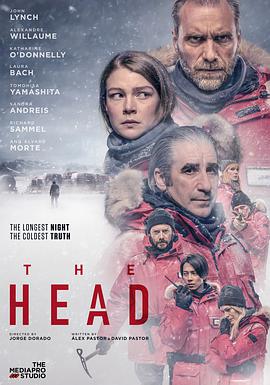 JOHN
LYNCH
ALEXANDRE
WILLAUME
KATHARINE
O'DONNELLY
LAURA
BACH
TOMOHISA
YAMASHITA
SANDRA
ANDREIS
RICHARD
SAMMEL
AND ÁLVARO
MORTE
THE LONGEST NIGHT
THE COLDEST TRUTH
THE
HEAD
DIRECTED BY
JORGE DORADO
WRITTEN BY
ÀLEX PASTOR & DAVID PASTOR
THE
MEDIAPRO
STUDIO